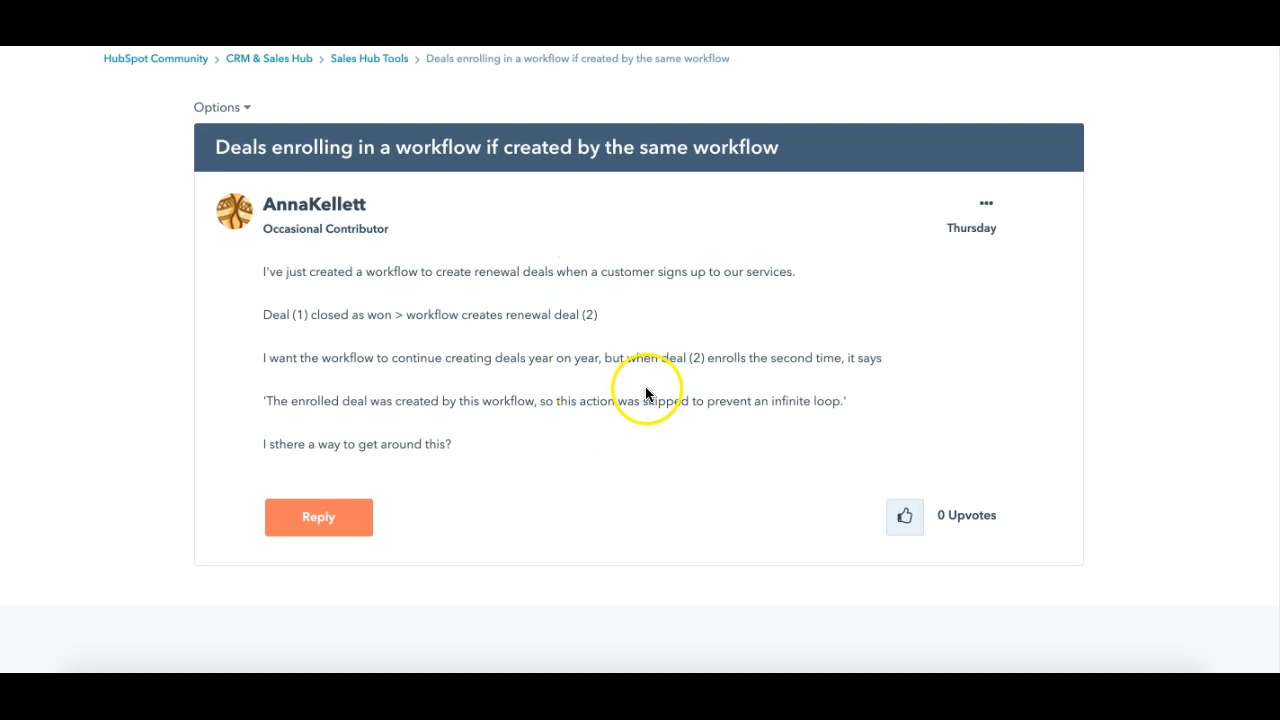 HubSpot Community > CRM & Sales Hub > Sales Hub Tools > Deals enrolling in a workflow if created by the same workflow
Options
Deals enrolling in a workflow if created by the same workflow
AnnaKellett
Occasional Contributor
Thursday
I've just created a workflow to create renewal deals when a customer signs up to our services.
Deal (1) closed as won > workflow creates renewal deal (2)
I want the workflow to continue creating deals year on year, but when deal (2) enrolls the second time, it says
'The enrolled deal was created by this workflow, so this action was skipped to prevent an infinite loop.'
I sthere a way to get around this?
Reply
0 Upvotes